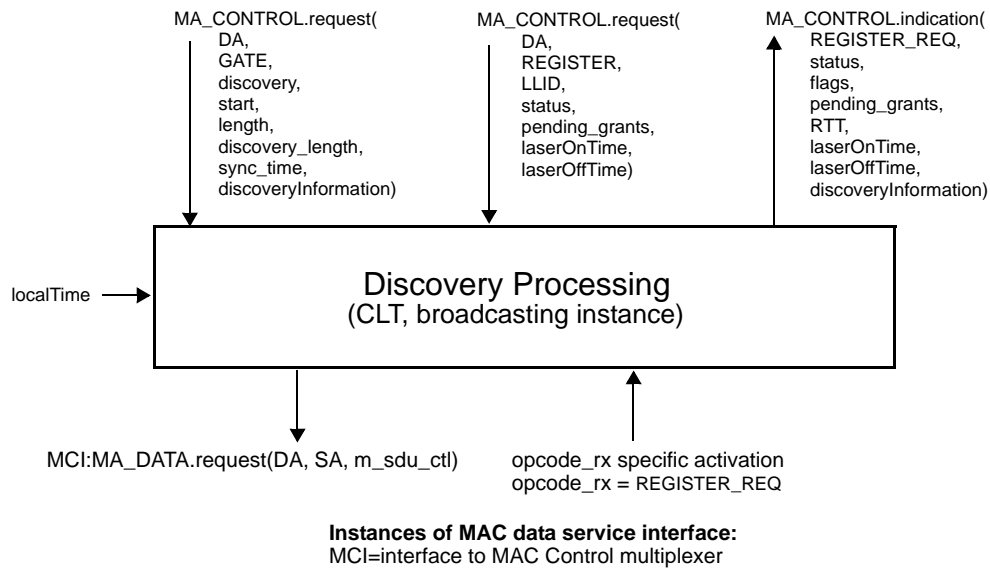 MA_CONTROL.request(
DA,
GATE,
discovery,
start,
length,
discovery_length,
sync_time,
discoveryInformation)
MA_CONTROL.request(
DA,
REGISTER,
LLID,
status,
pending_grants,
laserOnTime,
laserOffTime)
MA_CONTROL.indication(
REGISTER_REQ,
status,
flags,
pending_grants,
RTT,
laserOnTime,
laserOffTime,
discoveryInformation)
localTime
Discovery Processing
(CLT, broadcasting instance)
MCI:MA_DATA.request(DA, SA, m_sdu_ctl)
opcode_rx specific activation
opcode_rx = REGISTER_REQ
Instances of MAC data service interface:
MCI=interface to MAC Control multiplexer